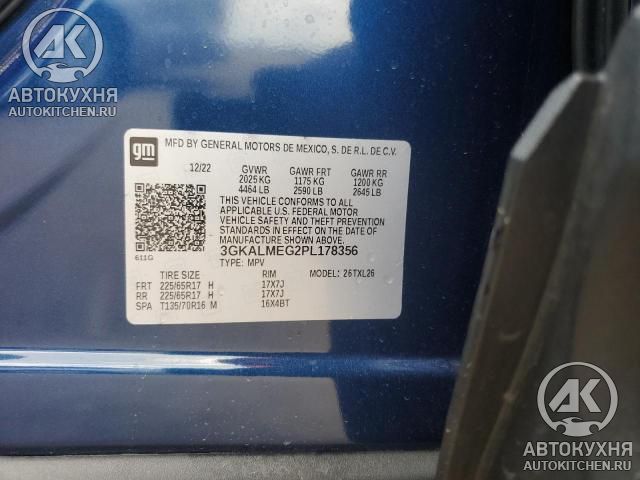 AK
АВТОКУХНЯ
AUTOKITCHEN.RU
gm
MFD BY GENERAL MOTORS DE MEXICO, S. DE R.L. DE C.V.
12/22 GVWR GAWR FRT GAWR RR
2025 KG 1175 KG 1200 KG
4464 LB 2590 LB 2645 LB
THIS VEHICLE CONFORMS TO ALL
APPLICABLE U.S. FEDERAL MOTOR
VEHICLE SAFETY AND THEFT PREVENTION
STANDARDS IN EFFECT ON THE DATE OF
MANUFACTURE SHOWN ABOVE.
611G
3GKALMEG2PL178356
TYPE: MPV
TIRE SIZE RIM MODEL: 26TXL26
FRT 225/65R17 H 17X7J
RR 225/65R17 H 17X7J
SPA T135/70R16 M 16X4BT
AK
АВТОКУХНЯ
AUTOKITCHEN.RU